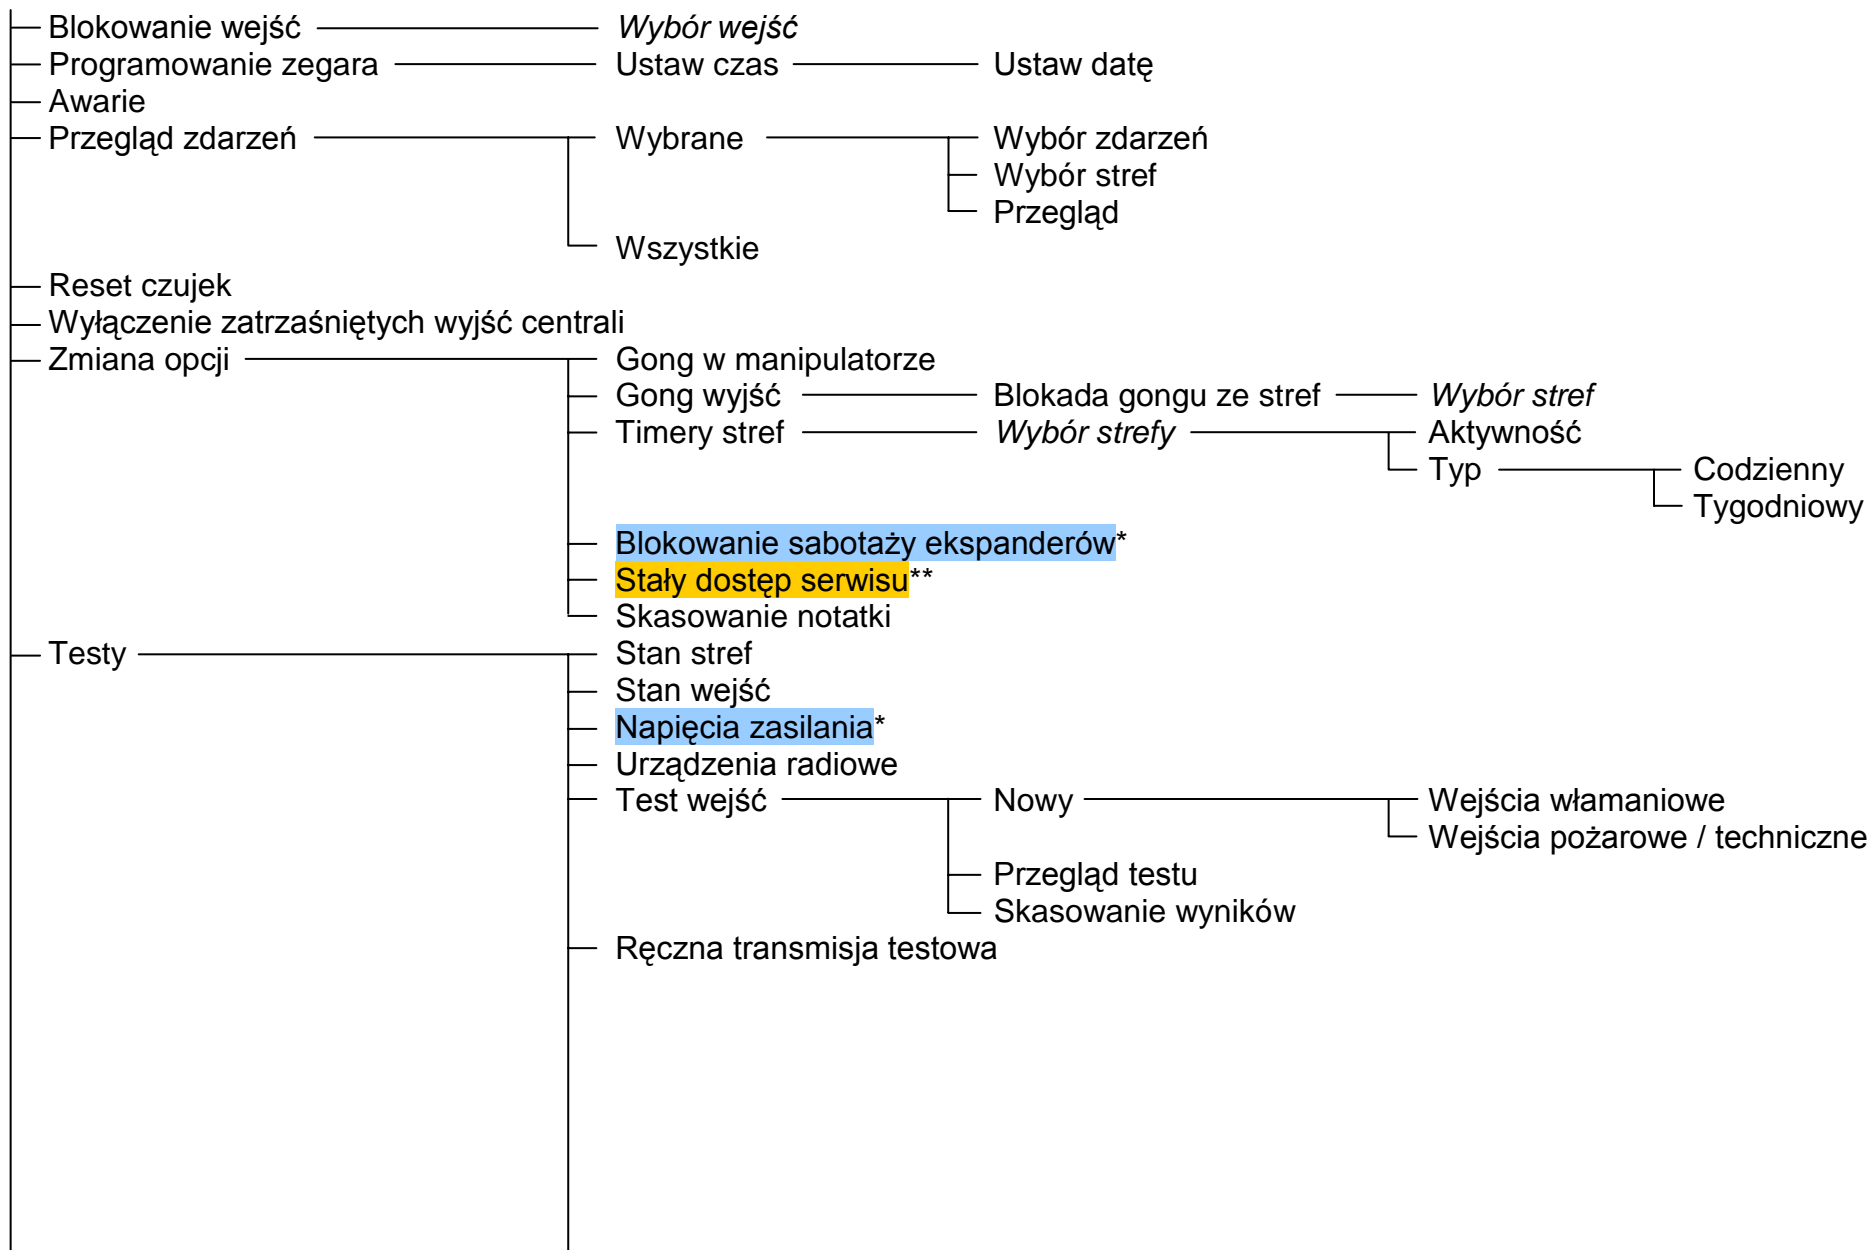 Blokowanie wejść Wybór wejść
Programowanie zegara Ustaw czas Ustaw datę
Awarie
Przegląd zdarzeń Wybrane Wybór zdarzeń
Wybór stref
Przegląd
Wszystkie
Reset czujek
Wyłączenie zatrzaśniętych wyjść centrali
Zmiana opcji Gong w manipulatorze
Gong wyjść Blokada gongu ze stref Wybór stref
Timery stref Wybór strefy Aktywność
Typ Codzienny
Tygodniowy
Blokowanie sabotaży ekspanderów*
Stały dostęp serwisu**
Skasowanie notatki
Testy Stan stref
Stan wejść
Napięcia zasilania*
Urządzenia radiowe
Test wejść Nowy Wejścia włamaniowe
Wejścia pożarowe / techniczne
Przegląd testu
Skasowanie wyników
Ręczna transmisja testowa